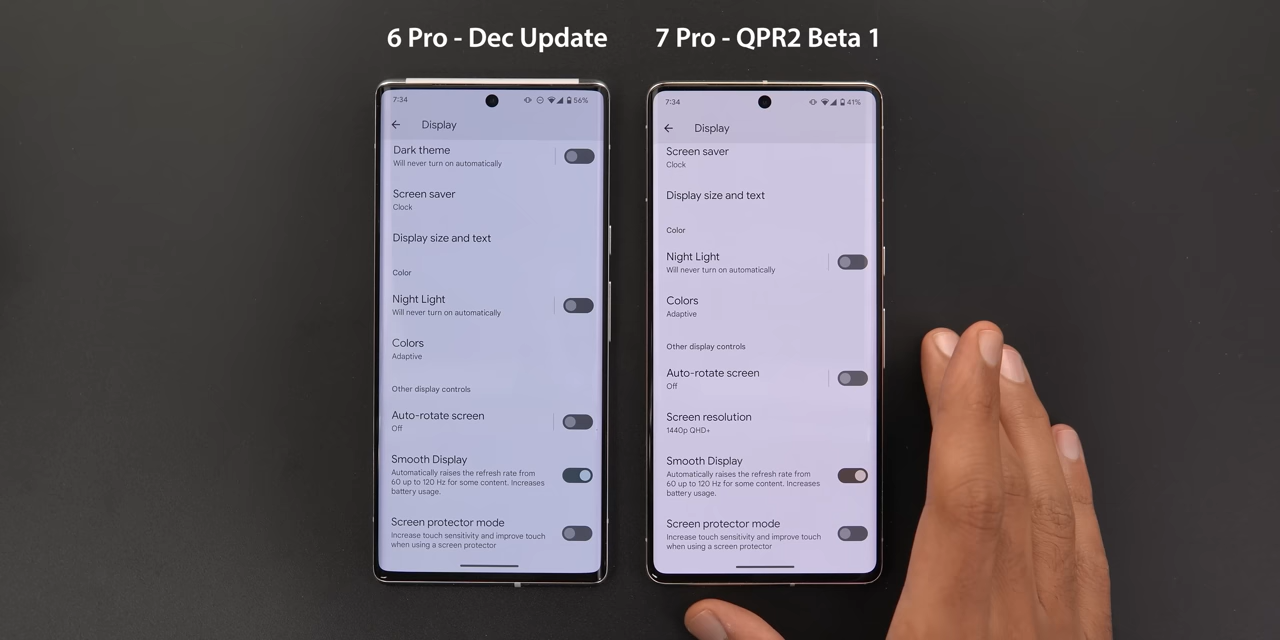 6 Pro - Dec Update
7:34
56%
Display
Dark theme
Will never turn on automatically
Screen saver
Clock
Display size and text
Color
Night Light
Will never turn on automatically
Colors
Adaptive
Other display controls
Auto-rotate screen
Off
Smooth Display
Automatically raises the refresh rate from
60 up to 120 Hz for some content. Increases
battery usage.
Screen protector mode
Increase touch sensitivity and improve touch
when using a screen protector
7 Pro - QPR2 Beta 1
7:34
41%
Display
Screen saver
Clock
Display size and text
Color
Night Light
Will never turn on automatically
Colors
Adaptive
Other display controls
Auto-rotate screen
Off
Screen resolution
1440p QHD+
Smooth Display
Automatically raises the refresh rate from
60 up to 120 Hz for some content. Increases
battery usage.
Screen protector mode
Increase touch sensitivity and improve touch
when using a screen protector